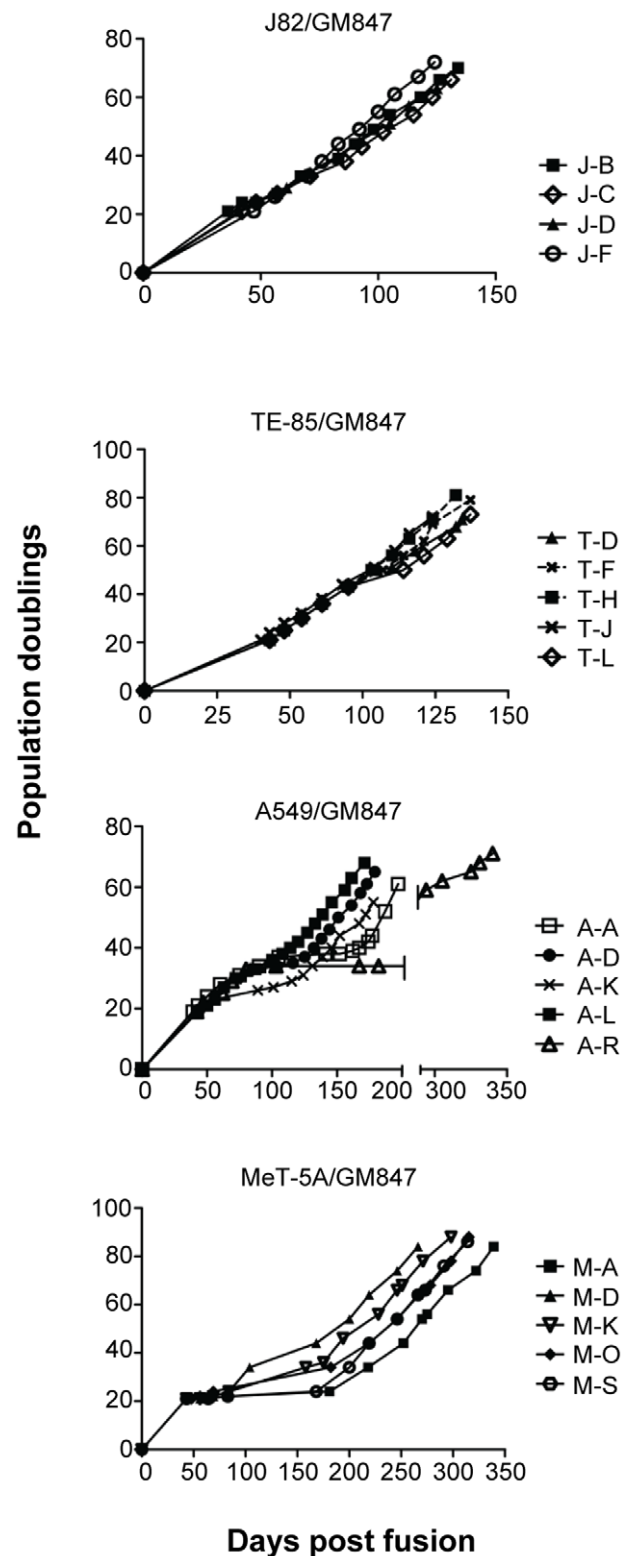 J82/GM847
80
60
40
20
0
0 50 100 150
J-B
J-C
J-D
J-F
TE-85/GM847
100
80
60
40
20
0
0 25 50 75 100 125 150
T-D
T-F
T-H
T-J
T-L
Population doublings
A549/GM847
80
60
40
20
0
0 50 100 150 200 300 350
A-A
A-D
A-K
A-L
A-R
MeT-5A/GM847
100
80
60
40
20
0
0 50 100 150 200 250 300 350
M-A
M-D
M-K
M-O
M-S
Days post fusion